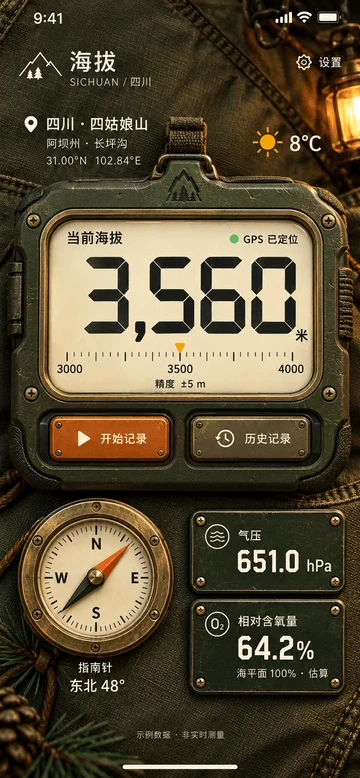 9:41
海拔
SICHUAN / 四川
设置
四川 · 四姑娘山
阿坝州 · 长坪沟
31.00°N 102.84°E
8°C
当前海拔
GPS 已定位
3,560
米
3000 3500 4000
精度 ±5 m
开始记录
历史记录
N
W E
S
指南针
东北 48°
气压
651.0 hPa
O₂
相对含氧量
64.2%
海平面 100% · 估算
示例数据 · 非实时测量